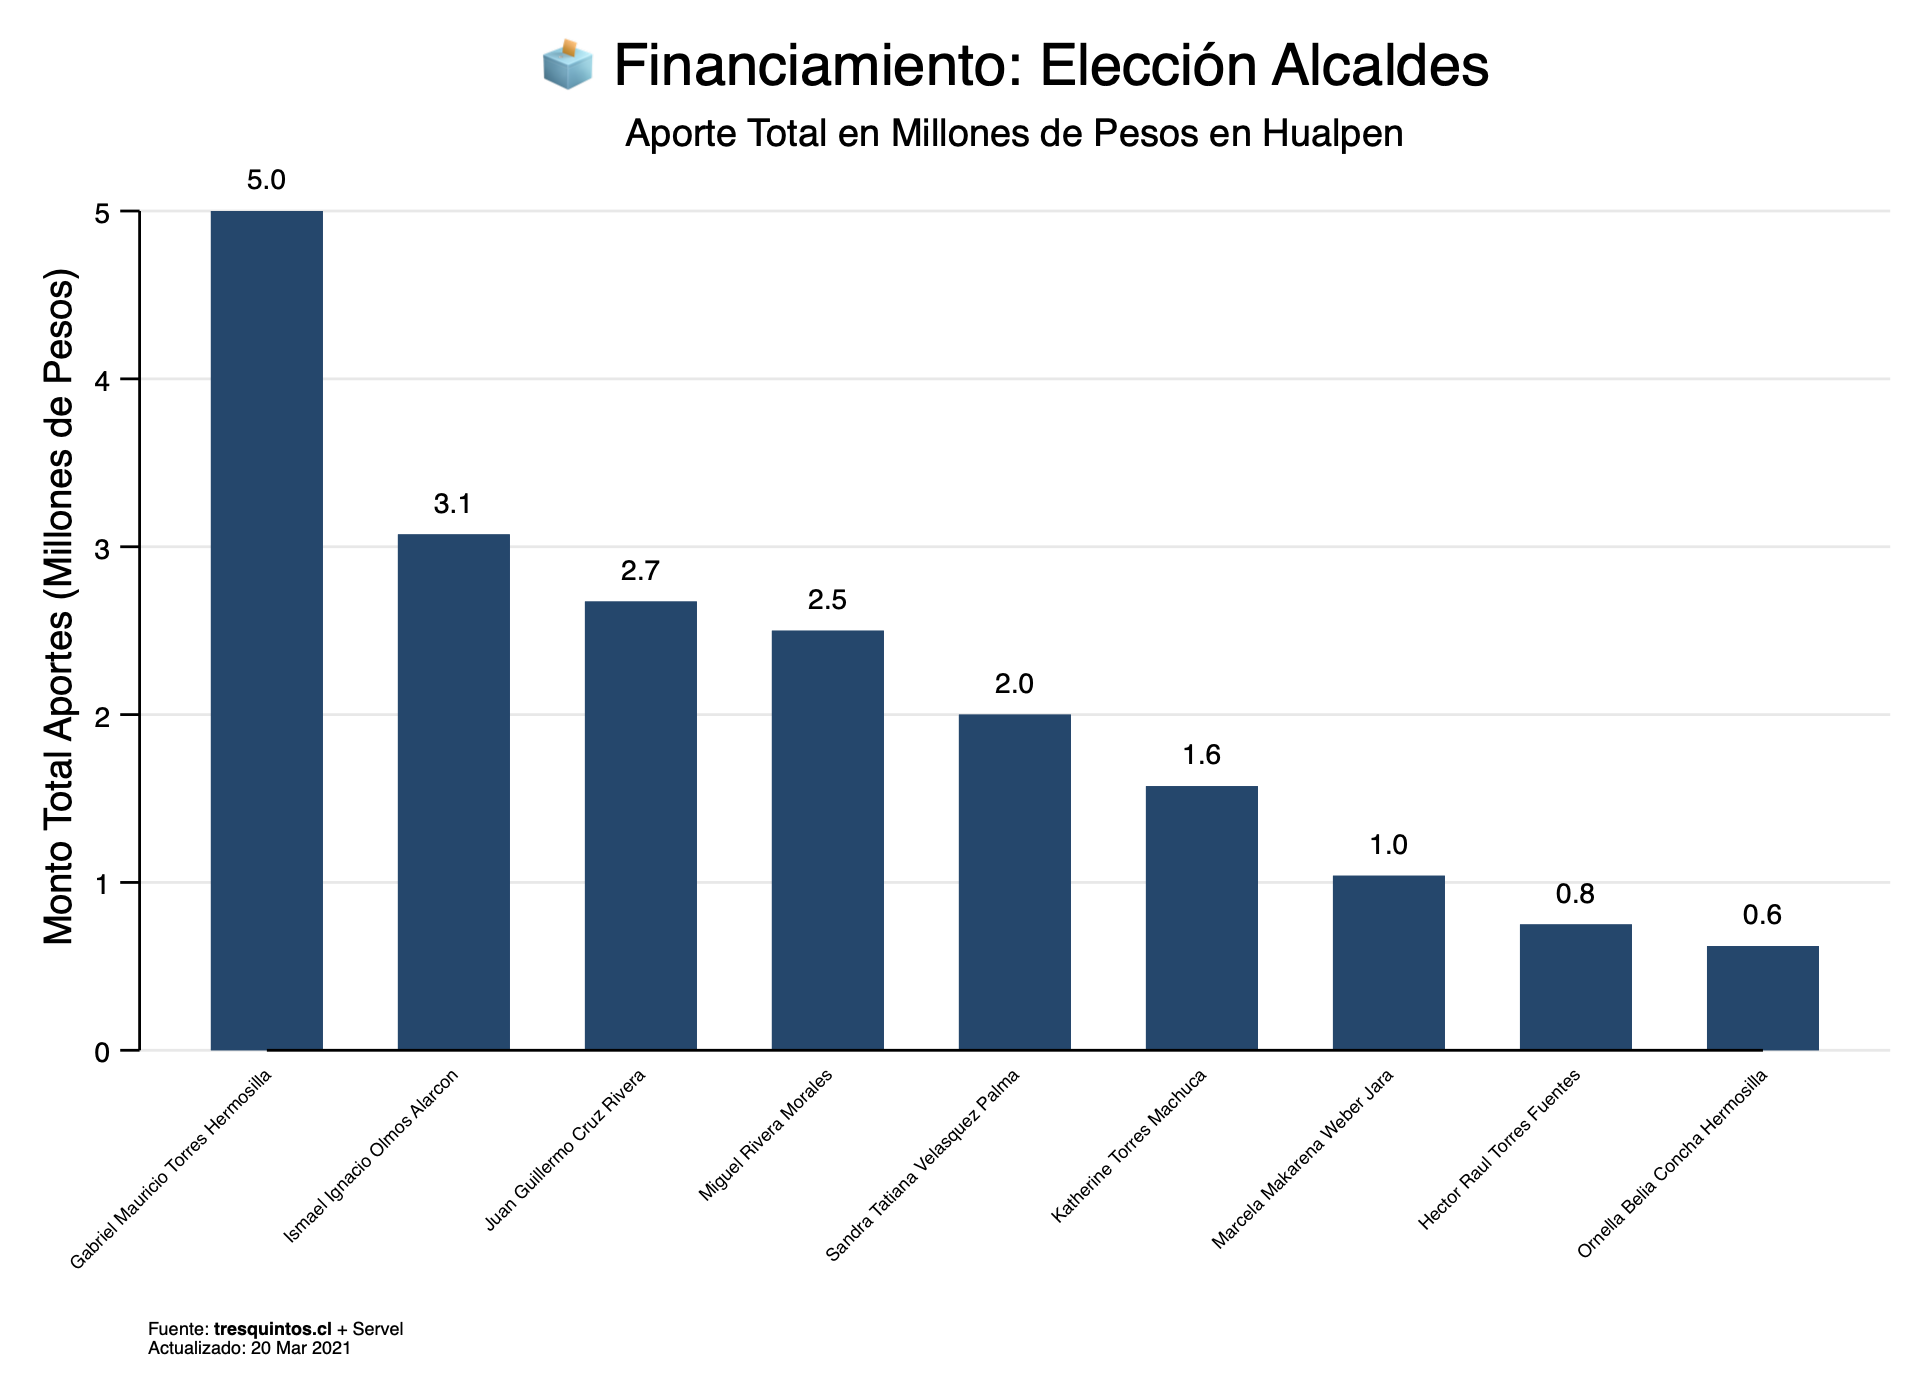 Financiamiento: Elección Alcaldes
Aporte Total en Millones de Pesos en Hualpen
Monto Total Aportes (Millones de Pesos)
5
4
3
2
1
0
5.0
3.1
2.7
2.5
2.0
1.6
1.0
0.8
0.6
Gabriel Mauricio Torres Hermosilla
Ismael Ignacio Olmos Alarcon
Juan Guillermo Cruz Rivera
Miguel Rivera Morales
Sandra Tatiana Velasquez Palma
Katherine Torres Machuca
Marcela Makarena Weber Jara
Hector Raul Torres Fuentes
Ornella Belia Concha Hermosilla
Fuente: tresquintos.cl + Servel
Actualizado: 20 Mar 2021